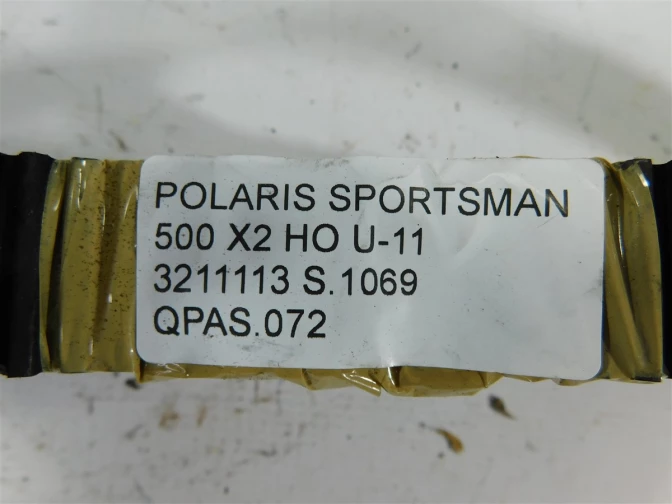 POLARIS SPORTSMAN
500 X2 HO U-11
3211113 S.1069
QPAS.072